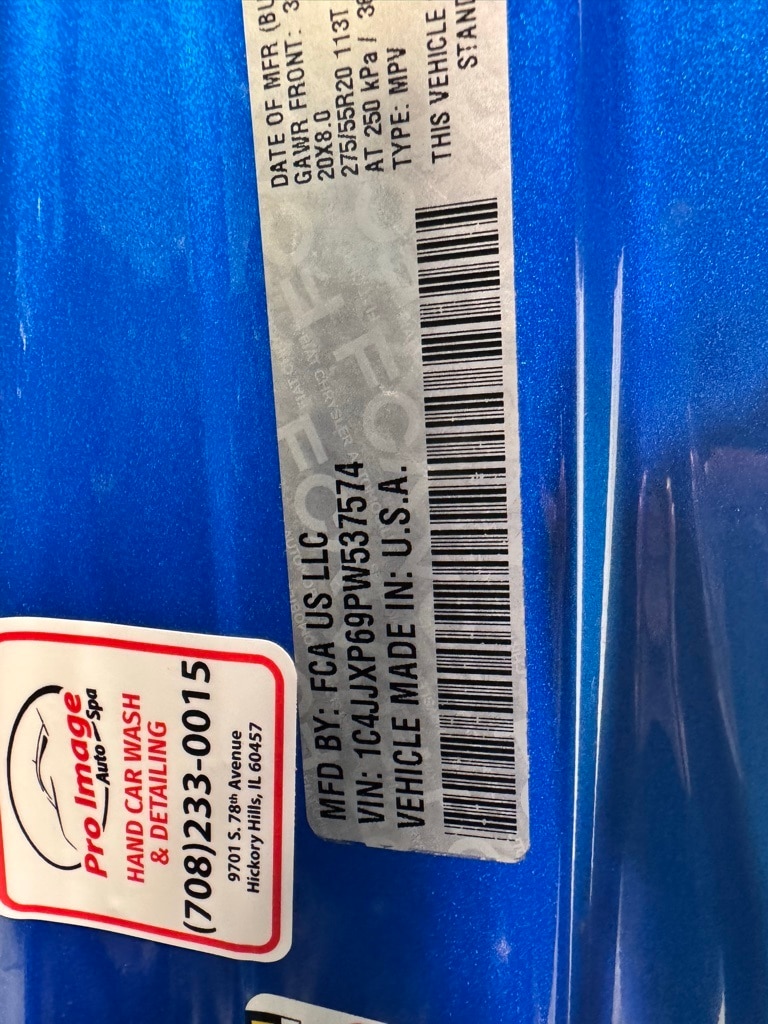 MFD BY: FCA US LLC
VIN: 1C4JJXP69PW537574
VEHICLE MADE IN: U.S.A.
DATE OF MFR (BU
GAWR FRONT: 3
20X8.0
275/55R20 113T
AT 250 kPa /
TYPE: MPV
THIS VEHICLE
STAND
Pro Image
Auto Spa
HAND CAR WASH
& DETAILING
(708)233-0015
9701 S. 78th Avenue
Hickory Hills, IL 60457